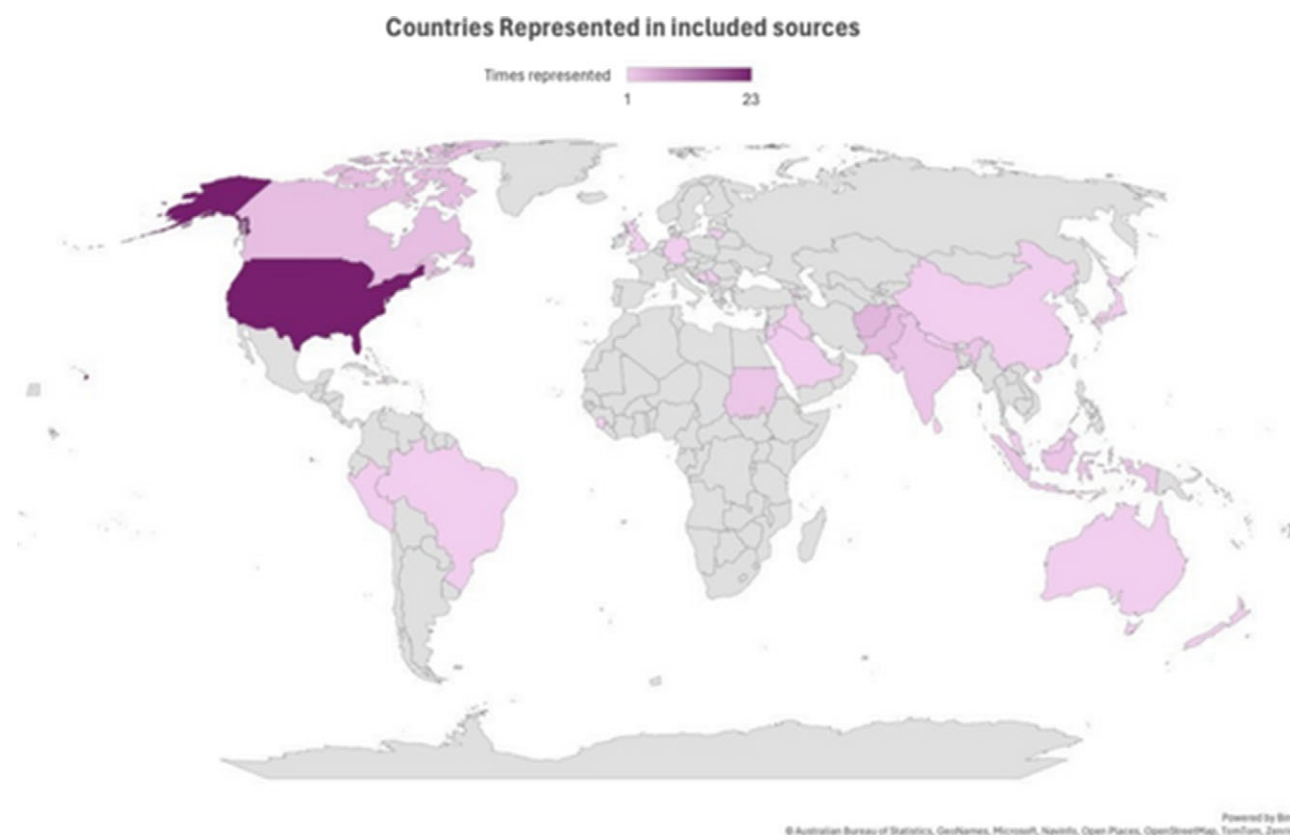 Countries Represented in included sources
Times represented
1 23
Powered by Bin
© Australian Bureau of Statistics, GeoNames, Microsoft, Navinfo, Open Places, OpenStreetMap, TomTom,